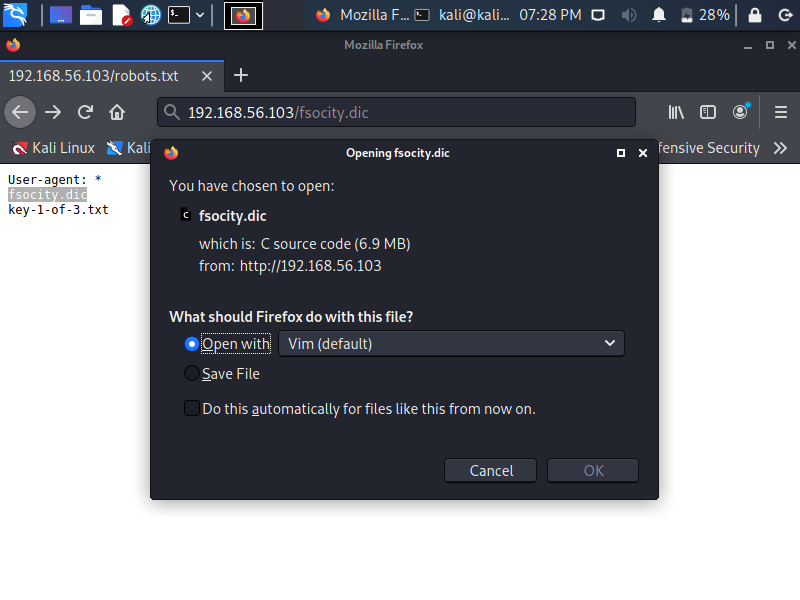 Mozilla F... kali@kali... 07:28 PM 28%
Mozilla Firefox
192.168.56.103/robots.txt
192.168.56.103/fsocity.dic
Kali Linux Kali ffensive Security
Opening fsocity.dic
User-agent: *
fsocity.dic
key-1-of-3.txt
You have chosen to open:
fsocity.dic
which is: C source code (6.9 MB)
from: http://192.168.56.103
What should Firefox do with this file?
Open with Vim (default)
Save File
Do this automatically for files like this from now on.
Cancel OK